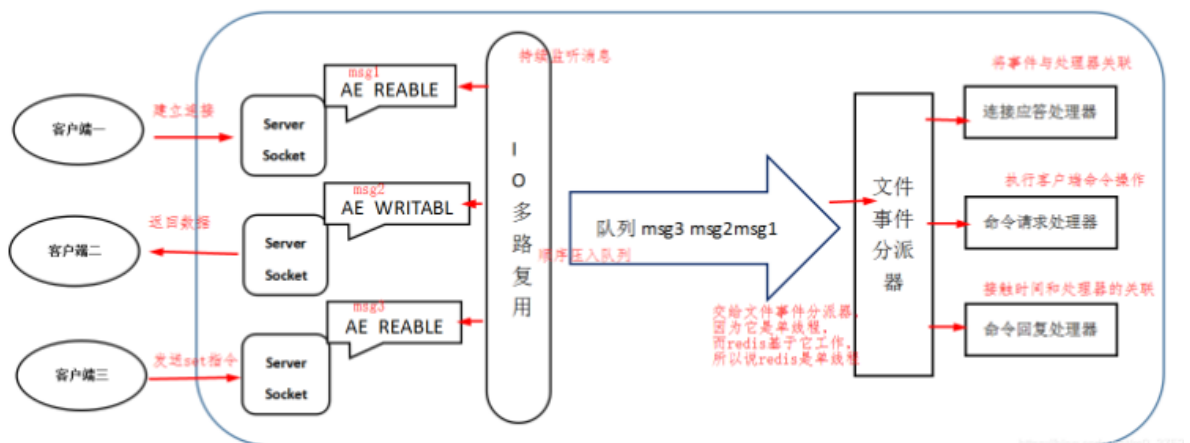 持续监听消息
msg1
AE REABLE
将事件与处理器关联
建立连接
客户端一
Server
Socket
连接应答处理器
IO多路复用
msg2
AE WRITABL
执行客户端命令操作
返回数据
客户端二
Server
Socket
队列 msg3 msg2msg1
顺序压入队列
文件
事件
分派
器
命令请求处理器
msg3
AE REABLE
接触时间和处理器的关联
交给文件事件分派器，
因为它是单线程，
而redis基于它工作，
所以说redis是单线程
命令回复处理器
发送set指令
客户端三
Server
Socket